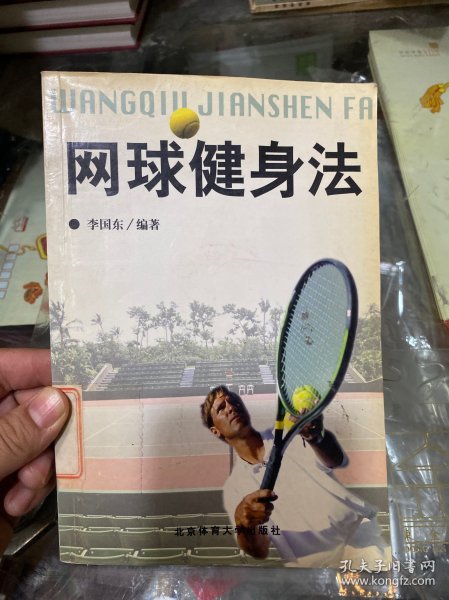 WANGQIU JIANSHEN FA
网球健身法
● 李国东／编著
北京体育大学出版社
孔夫子旧书网
www.kongfz.com